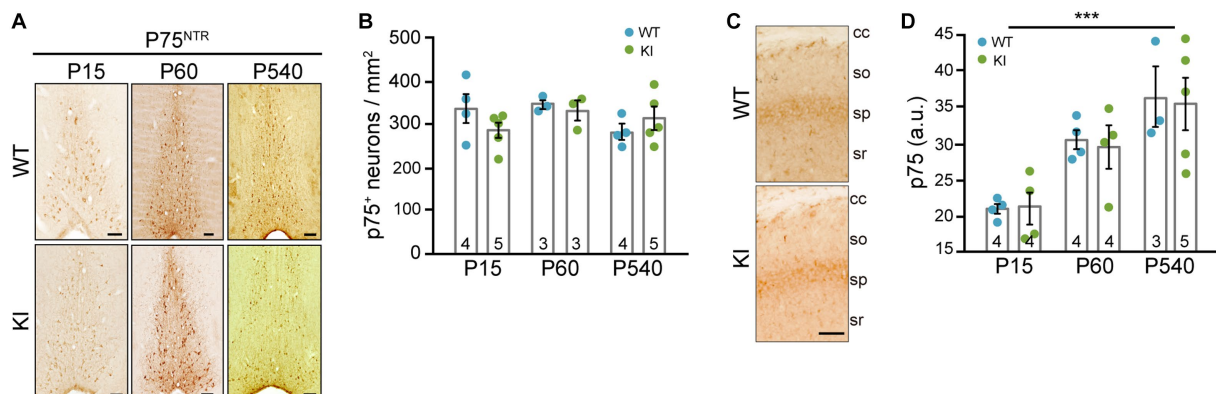 A
P75NTR
P15 P60 P540
WT
KI
B
p75+ neurons / mm2
500
400
300
200
100
0
WT
KI
4 5 3 3 4 5
P15 P60 P540
C
WT
cc
so
sp
sr
KI
cc
so
sp
sr
D
***
p75 (a.u.)
45
40
35
30
25
20
15
WT
KI
4 4 4 4 3 5
P15 P60 P540